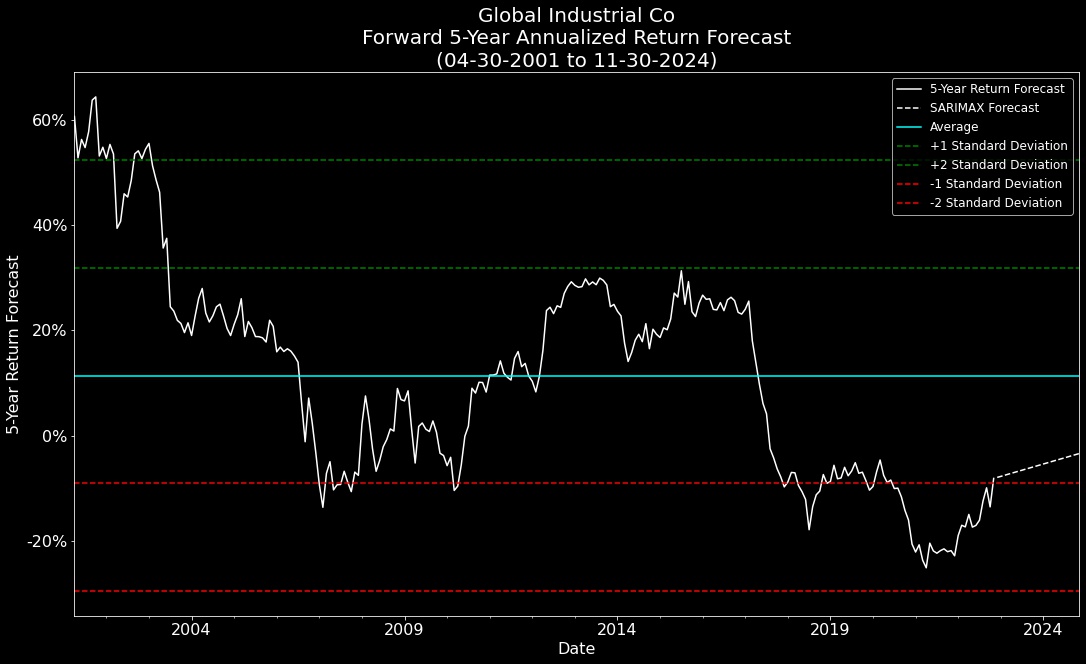 Global Industrial Co
Forward 5-Year Annualized Return Forecast
(04-30-2001 to 11-30-2024)
5-Year Return Forecast
SARIMAX Forecast
Average
+1 Standard Deviation
+2 Standard Deviation
-1 Standard Deviation
-2 Standard Deviation
5-Year Return Forecast
60%
40%
20%
0%
-20%
2004
2009
2014
2019
2024
Date